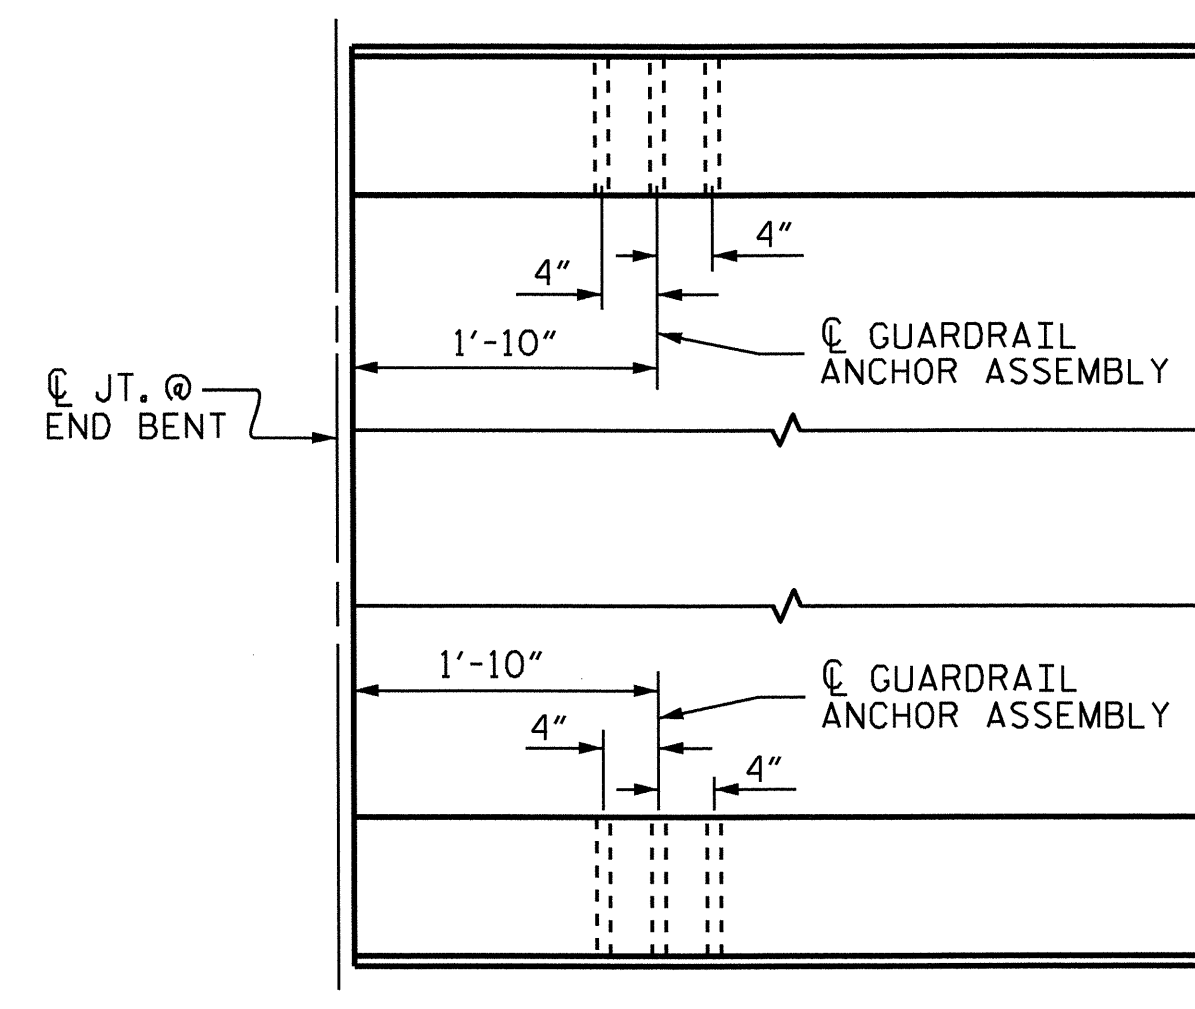 4"
4"
1'-10"
℄ GUARDRAIL
ANCHOR ASSEMBLY
℄ JT. @
END BENT
1'-10"
℄ GUARDRAIL
ANCHOR ASSEMBLY
4"
4"